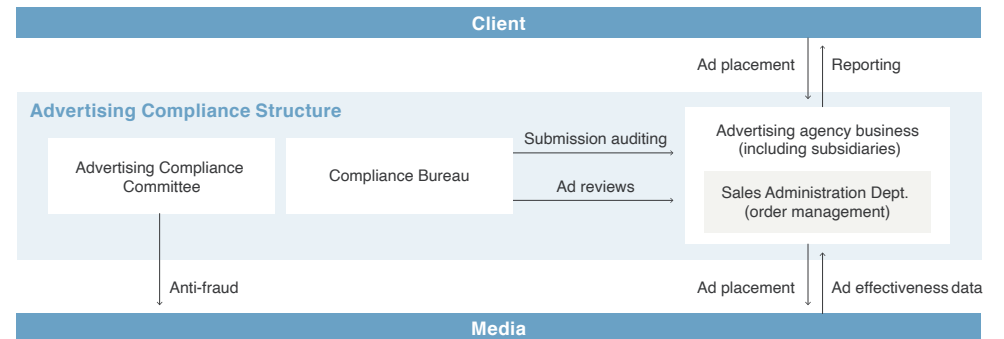 Client
Ad placement
Reporting
Advertising Compliance Structure
Advertising Compliance
Committee
Compliance Bureau
Submission auditing
Ad reviews
Advertising agency business
(including subsidiaries)
Sales Administration Dept.
(order management)
Anti-fraud
Ad placement
Ad effectiveness data
Media